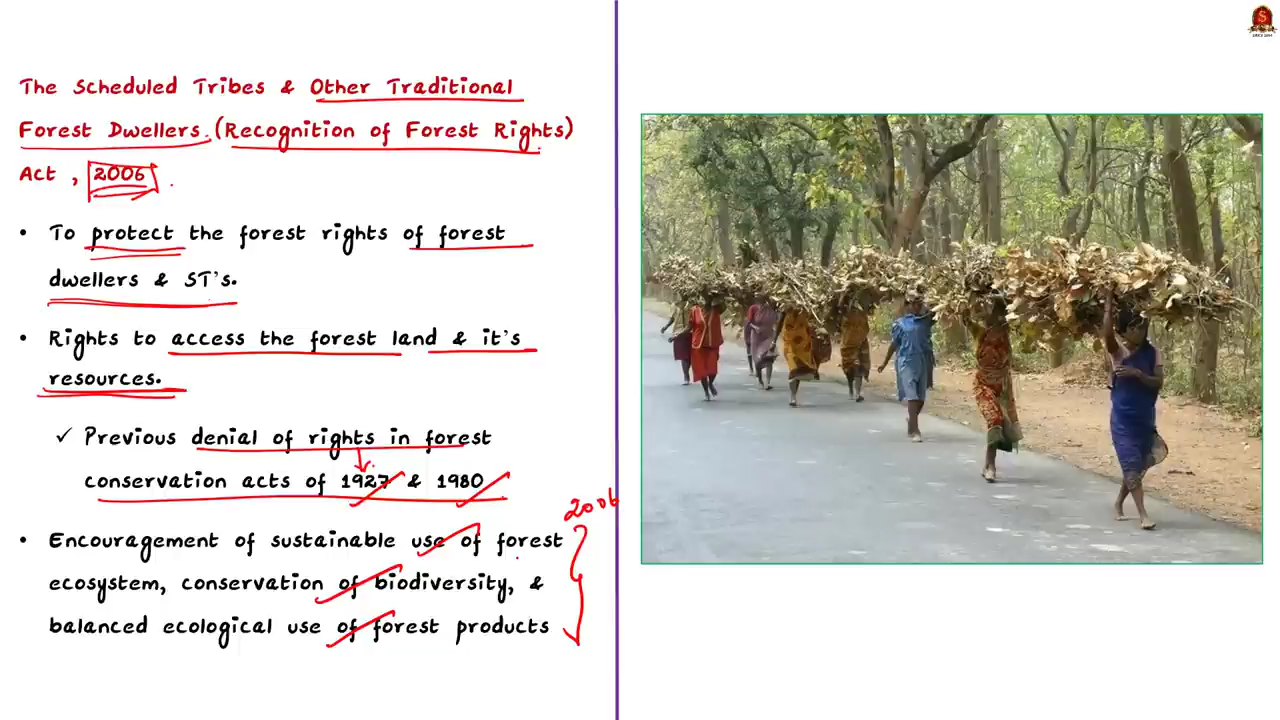 The Scheduled Tribes & Other Traditional
Forest Dwellers (Recognition of Forest Rights)
Act, 2006
• To protect the forest rights of forest
dwellers & ST's.
• Rights to access the forest land & it's
resources.
✓ Previous denial of rights in forest
conservation acts of 1927 & 1980
2006
• Encouragement of sustainable use of forest
ecosystem, conservation of biodiversity, &
balanced ecological use of forest products